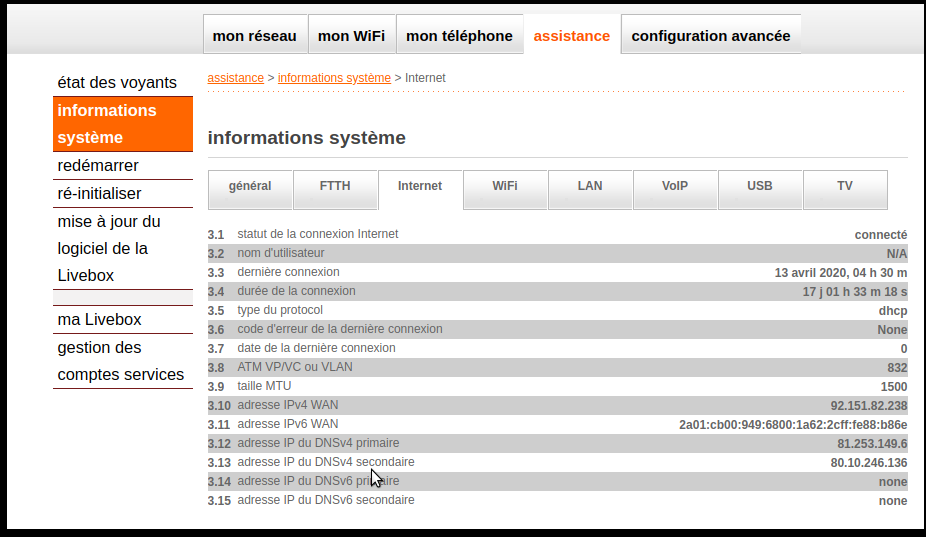 mon réseau mon WiFi mon téléphone assistance configuration avancée
assistance > informations système > Internet
état des voyants
informations
système
redémarrer
ré-initialiser
mise à jour du
logiciel de la
Livebox
ma Livebox
gestion des
comptes services
informations système
général FTTH Internet WiFi LAN VoIP USB TV
3.1 statut de la connexion Internet connecté
3.2 nom d'utilisateur N/A
3.3 dernière connexion 13 avril 2020, 04 h 30 m
3.4 durée de la connexion 17 j 01 h 33 m 18 s
3.5 type du protocol dhcp
3.6 code d'erreur de la dernière connexion None
3.7 date de la dernière connexion 0
3.8 ATM VP/VC ou VLAN 832
3.9 taille MTU 1500
3.10 adresse IPv4 WAN 92.151.82.238
3.11 adresse IPv6 WAN 2a01:cb00:949:6800:1a62:2cff:fe88:b86e
3.12 adresse IP du DNSv4 primaire 81.253.149.6
3.13 adresse IP du DNSv4 secondaire 80.10.246.136
3.14 adresse IP du DNSv6 primaire none
3.15 adresse IP du DNSv6 secondaire none